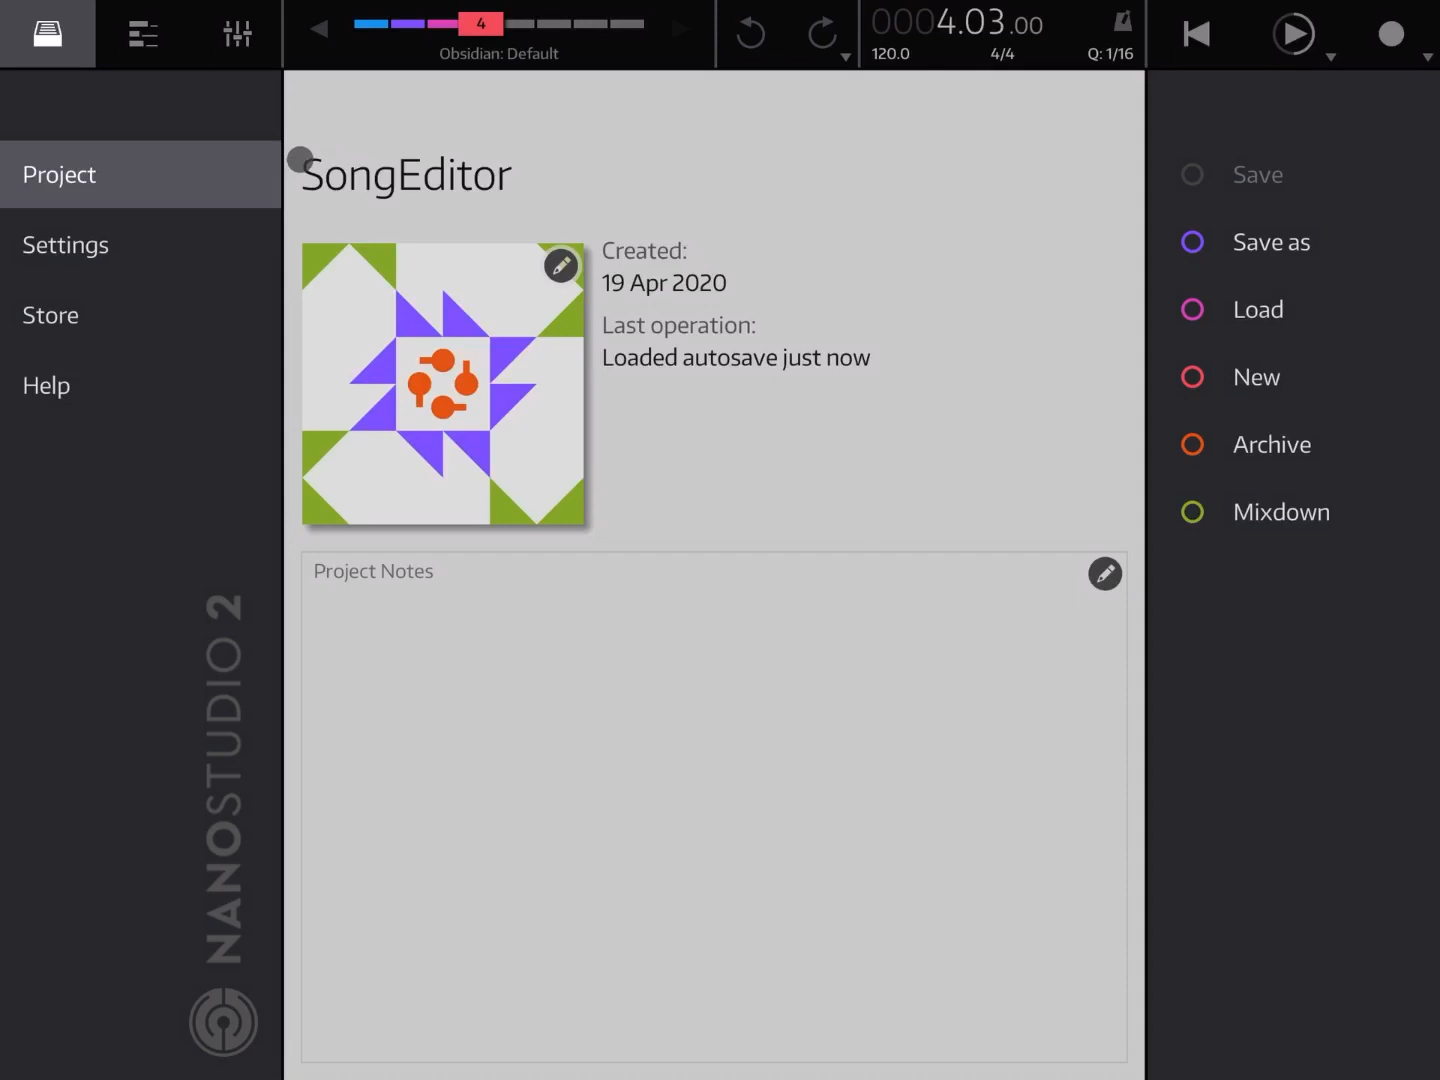 4
Obsidian: Default
0004.03.00
120.0
4/4
Q: 1/16
Project
Settings
Store
Help
NANOSTUDIO 2
SongEditor
Created:
19 Apr 2020
Last operation:
Loaded autosave just now
Project Notes
Save
Save as
Load
New
Archive
Mixdown